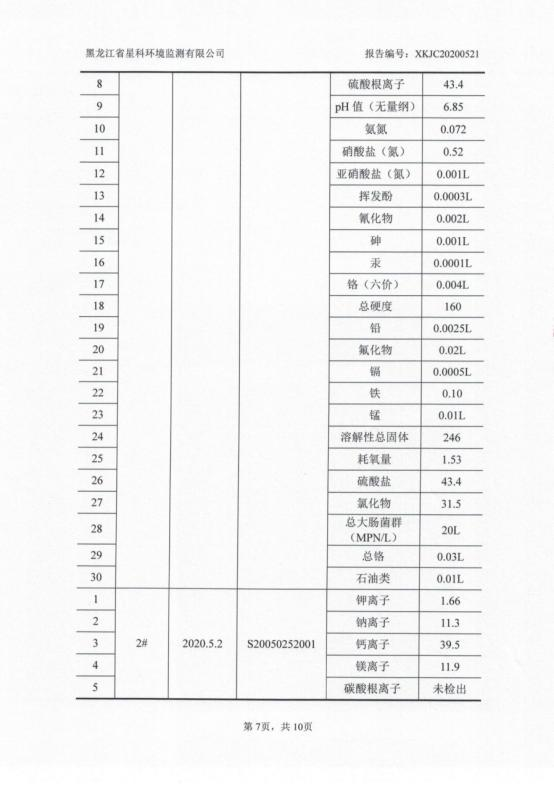 黑龙江省星科环境监测有限公司 报告编号：XKJC20200521
8 硫酸根离子 43.4
9 pH 值（无量纲） 6.85
10 氨氮 0.072
11 硝酸盐（氮） 0.52
12 亚硝酸盐（氮） 0.001L
13 挥发酚 0.0003L
14 氰化物 0.002L
15 砷 0.001L
16 汞 0.0001L
17 铬（六价） 0.004L
18 总硬度 160
19 铅 0.0025L
20 氟化物 0.02L
21 镉 0.0005L
22 铁 0.10
23 锰 0.01L
24 溶解性总固体 246
25 耗氧量 1.53
26 硫酸盐 43.4
27 氯化物 31.5
28 总大肠菌群
（MPN/L） 20L
29 总铬 0.03L
30 石油类 0.01L
1 钾离子 1.66
2 钠离子 11.3
3 2# 2020.5.2 S20050252001 钙离子 39.5
4 镁离子 11.9
5 碳酸根离子 未检出
第 7页，共 10页